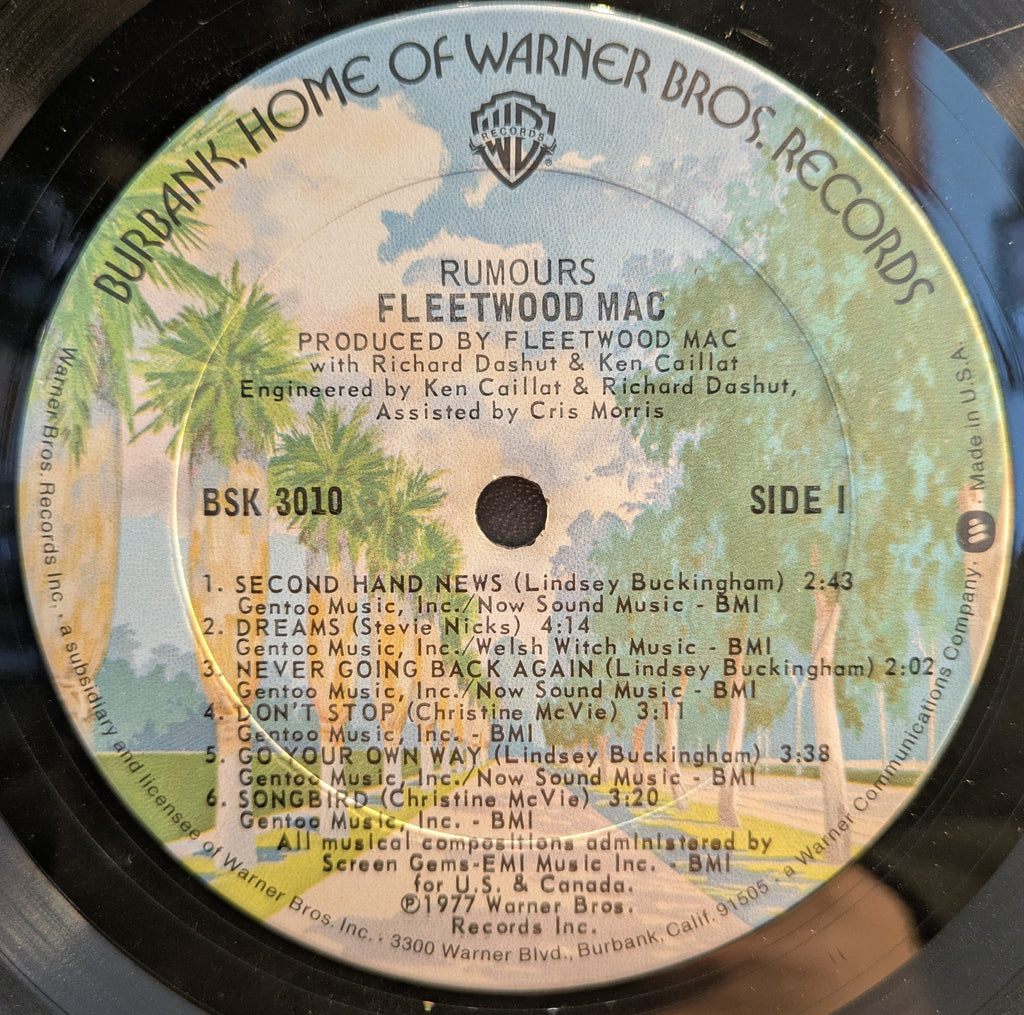 BURBANK, HOME OF WARNER BROS. RECORDS
WB
RECORDS
®
RUMOURS
FLEETWOOD MAC
PRODUCED BY FLEETWOOD MAC
with Richard Dashut & Ken Caillat
Engineered by Ken Caillat & Richard Dashut,
Assisted by Cris Morris
BSK 3010
SIDE 1
1. SECOND HAND NEWS (Lindsey Buckingham) 2:43
Gentoo Music, Inc./Now Sound Music - BMI
2. DREAMS (Stevie Nicks) 4:14
Gentoo Music, Inc./Welsh Witch Music - BMI
3. NEVER GOING BACK AGAIN (Lindsey Buckingham) 2:02
Gentoo Music, Inc./Now Sound Music - BMI
4. DON'T STOP (Christine McVie) 3:11
Gentoo Music, Inc. - BMI
5. GO YOUR OWN WAY (Lindsey Buckingham) 3:38
Gentoo Music, Inc./Now Sound Music - BMI
6. SONGBIRD (Christine McVie) 3:20
Gentoo Music, Inc. - BMI
All musical compositions administered by
Screen Gems-EMI Music Inc. - BMI
for U.S. & Canada.
℗1977 Warner Bros.
Records Inc.
Warner Bros. Records Inc. · a subsidiary and licensee of Warner Bros. Inc. · 3300 Warner Blvd., Burbank, Calif. 91505 · a Warner Communications Company. · Made in U.S.A.